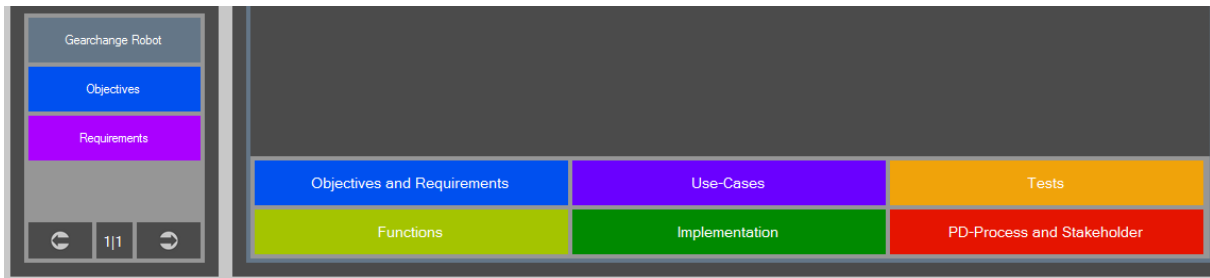 Gearchange Robot
Objectives
Requirements
1|1
Objectives and Requirements
Use-Cases
Tests
Functions
Implementation
PD-Process and Stakeholder